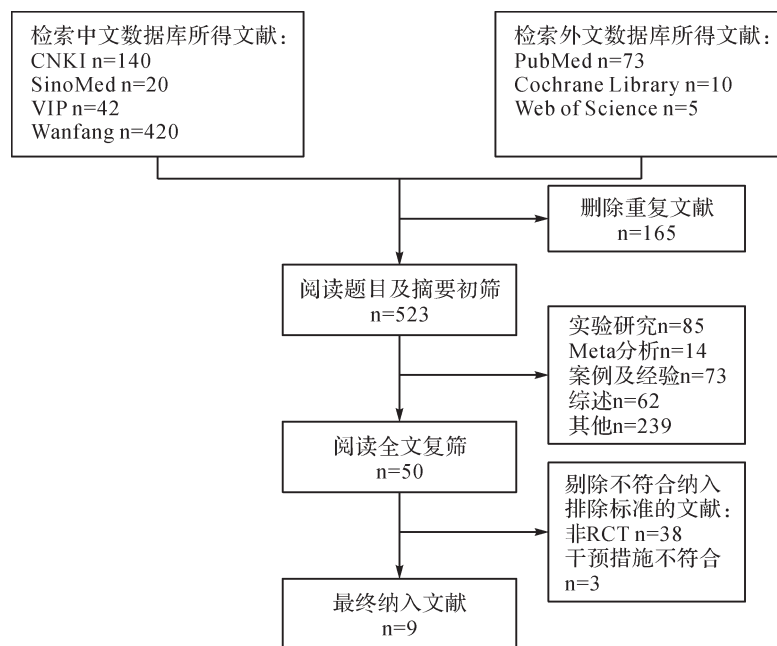 检索中文数据库所得文献：
CNKI n=140
SinoMed n=20
VIP n=42
Wanfang n=420
检索外文数据库所得文献：
PubMed n=73
Cochrane Library n=10
Web of Science n=5
删除重复文献
n=165
阅读题目及摘要初筛
n=523
实验研究n=85
Meta分析n=14
案例及经验n=73
综述n=62
其他n=239
阅读全文复筛
n=50
剔除不符合纳入
排除标准的文献：
非RCT n=38
干预措施不符合
n=3
最终纳入文献
n=9